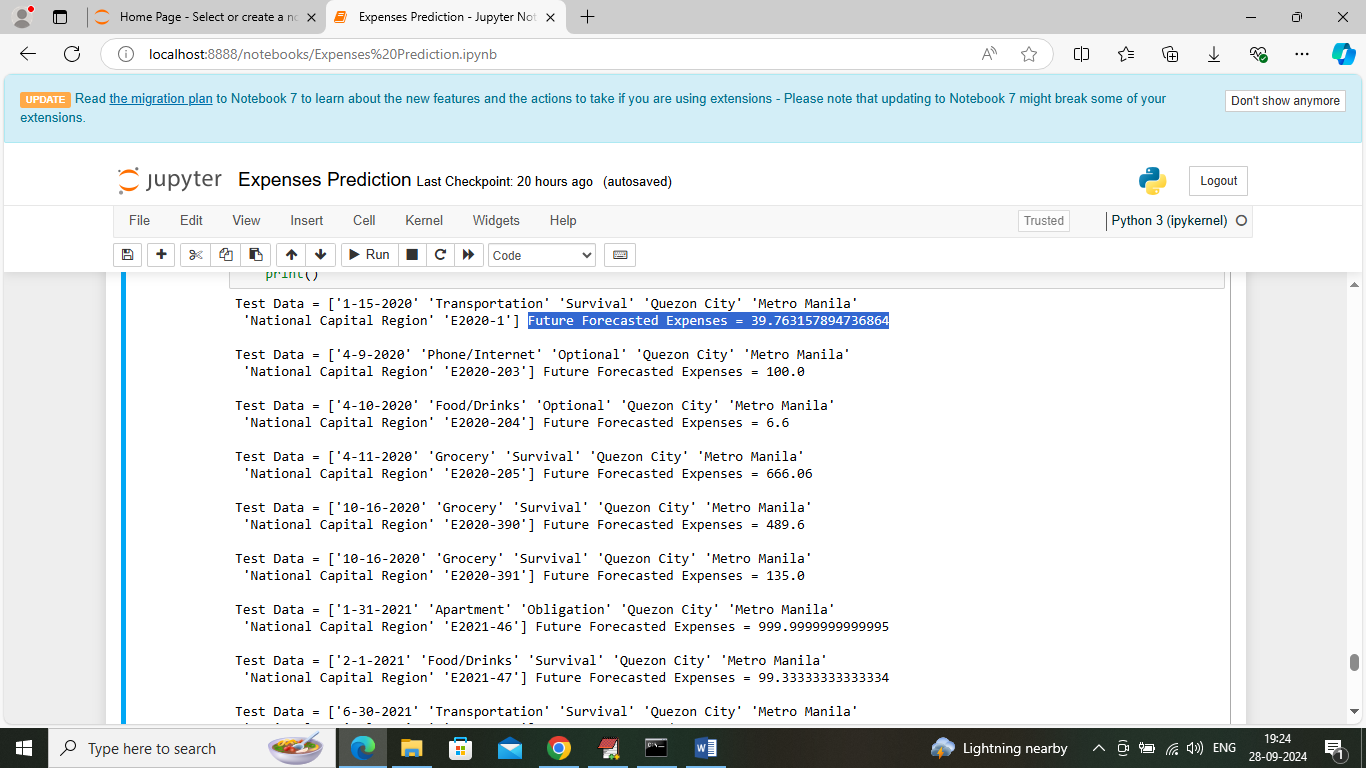 Home Page - Select or create a no
Expenses Prediction - Jupyter Not
localhost:8888/notebooks/Expenses%20Prediction.ipynb
UPDATE Read the migration plan to Notebook 7 to learn about the new features and the actions to take if you are using extensions - Please note that updating to Notebook 7 might break some of your
extensions.
Don't show anymore
jupyter Expenses Prediction Last Checkpoint: 20 hours ago (autosaved)
Logout
File Edit View Insert Cell Kernel Widgets Help
Trusted Python 3 (ipykernel)
Run Code
print()
Test Data = ['1-15-2020' 'Transportation' 'Survival' 'Quezon City' 'Metro Manila'
'National Capital Region' 'E2020-1'] Future Forecasted Expenses = 39.763157894736864
Test Data = ['4-9-2020' 'Phone/Internet' 'Optional' 'Quezon City' 'Metro Manila'
'National Capital Region' 'E2020-203'] Future Forecasted Expenses = 100.0
Test Data = ['4-10-2020' 'Food/Drinks' 'Optional' 'Quezon City' 'Metro Manila'
'National Capital Region' 'E2020-204'] Future Forecasted Expenses = 6.6
Test Data = ['4-11-2020' 'Grocery' 'Survival' 'Quezon City' 'Metro Manila'
'National Capital Region' 'E2020-205'] Future Forecasted Expenses = 666.06
Test Data = ['10-16-2020' 'Grocery' 'Survival' 'Quezon City' 'Metro Manila'
'National Capital Region' 'E2020-390'] Future Forecasted Expenses = 489.6
Test Data = ['10-16-2020' 'Grocery' 'Survival' 'Quezon City' 'Metro Manila'
'National Capital Region' 'E2020-391'] Future Forecasted Expenses = 135.0
Test Data = ['1-31-2021' 'Apartment' 'Obligation' 'Quezon City' 'Metro Manila'
'National Capital Region' 'E2021-46'] Future Forecasted Expenses = 999.9999999999995
Test Data = ['2-1-2021' 'Food/Drinks' 'Survival' 'Quezon City' 'Metro Manila'
'National Capital Region' 'E2021-47'] Future Forecasted Expenses = 99.33333333333334
Test Data = ['6-30-2021' 'Transportation' 'Survival' 'Quezon City' 'Metro Manila'
Type here to search
Lightning nearby
ENG
19:24
28-09-2024
1